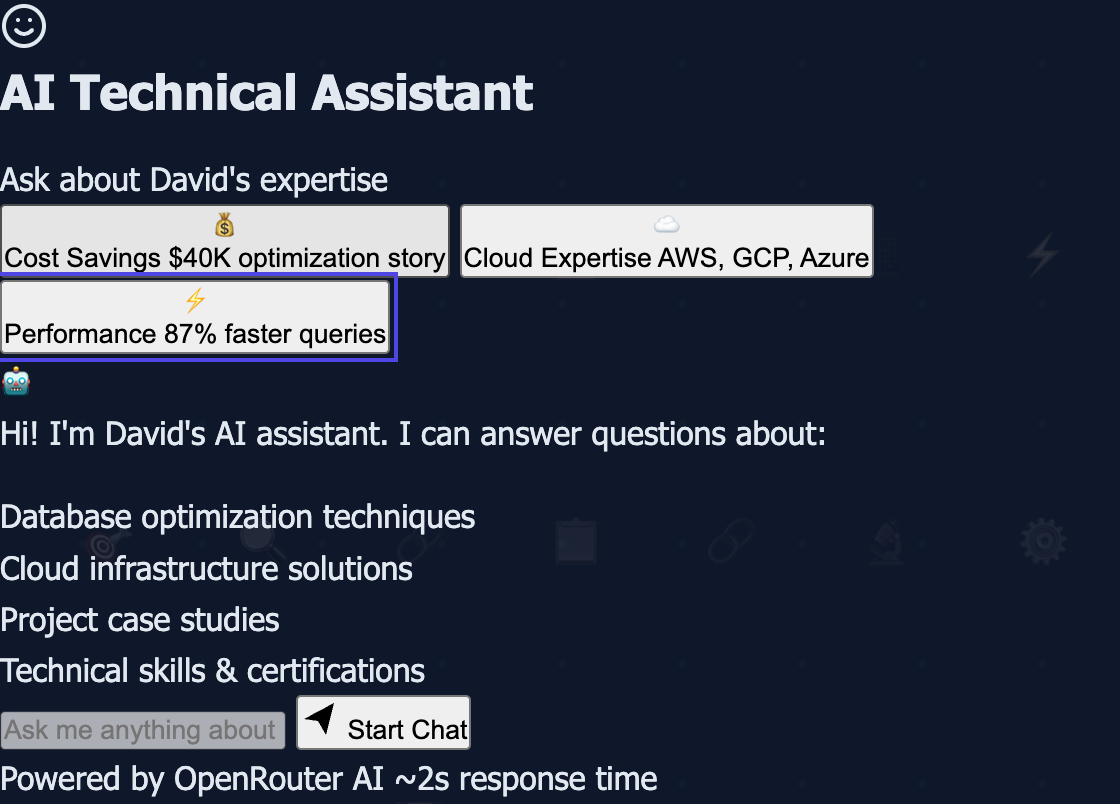 AI Technical Assistant
Ask about David's expertise
Cost Savings $40K optimization story
Cloud Expertise AWS, GCP, Azure
Performance 87% faster queries
Hi! I'm David's AI assistant. I can answer questions about:
Database optimization techniques
Cloud infrastructure solutions
Project case studies
Technical skills & certifications
Ask me anything about
Start Chat
Powered by OpenRouter AI ~2s response time